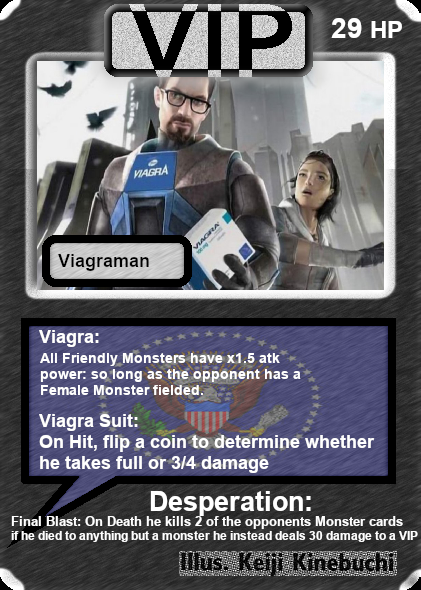 VIP
29 HP
VIAGRA
VIAGRA
Viagraman
Viagra:
All Friendly Monsters have x1.5 atk
power: so long as the opponent has a
Female Monster fielded.
Viagra Suit:
On Hit, flip a coin to determine whether
he takes full or 3/4 damage
Desperation:
Final Blast: On Death he kills 2 of the opponents Monster cards
if he died to anything but a monster he instead deals 30 damage to a VIP
Illus. Keiji Kinebuchi